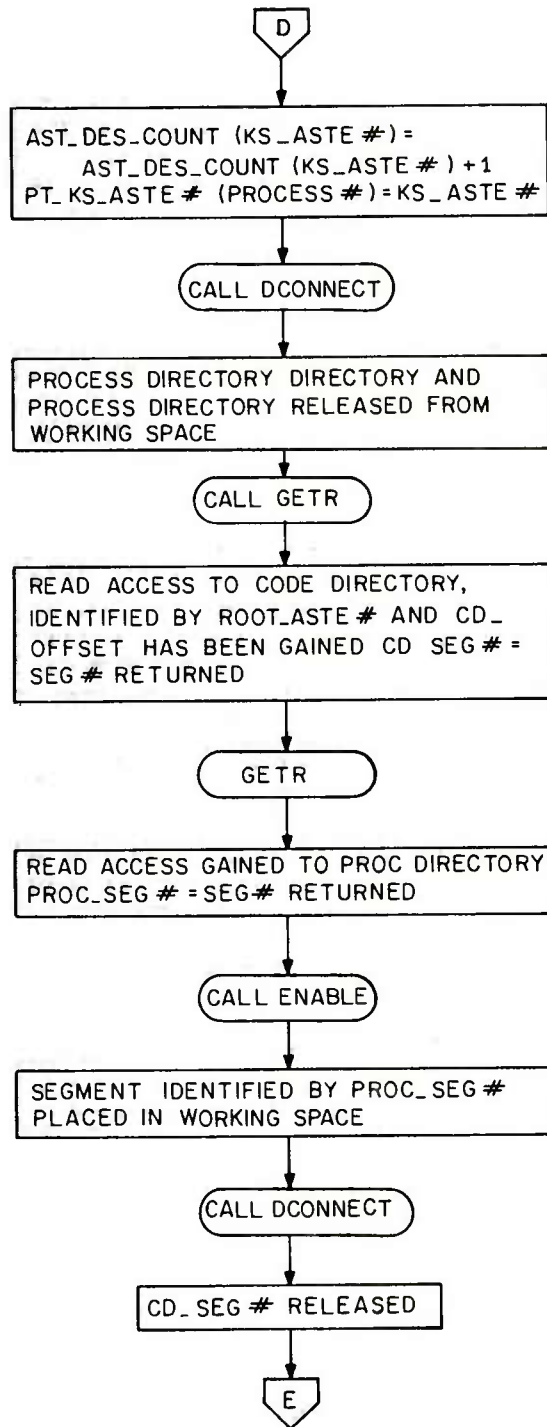 D
AST_DES_COUNT (KS_ASTE #) =
AST_DES_COUNT (KS_ASTE #) + 1
PT_KS_ASTE # (PROCESS #) = KS_ASTE #
CALL DCONNECT
PROCESS DIRECTORY DIRECTORY AND
PROCESS DIRECTORY RELEASED FROM
WORKING SPACE
CALL GETR
READ ACCESS TO CODE DIRECTORY,
IDENTIFIED BY ROOT_ASTE # AND CD_
OFFSET HAS BEEN GAINED CD SEG # =
SEG # RETURNED
GETR
READ ACCESS GAINED TO PROC DIRECTORY
PROC_SEG # = SEG # RETURNED
CALL ENABLE
SEGMENT IDENTIFIED BY PROC_SEG #
PLACED IN WORKING SPACE
CALL DCONNECT
CD_SEG # RELEASED
E